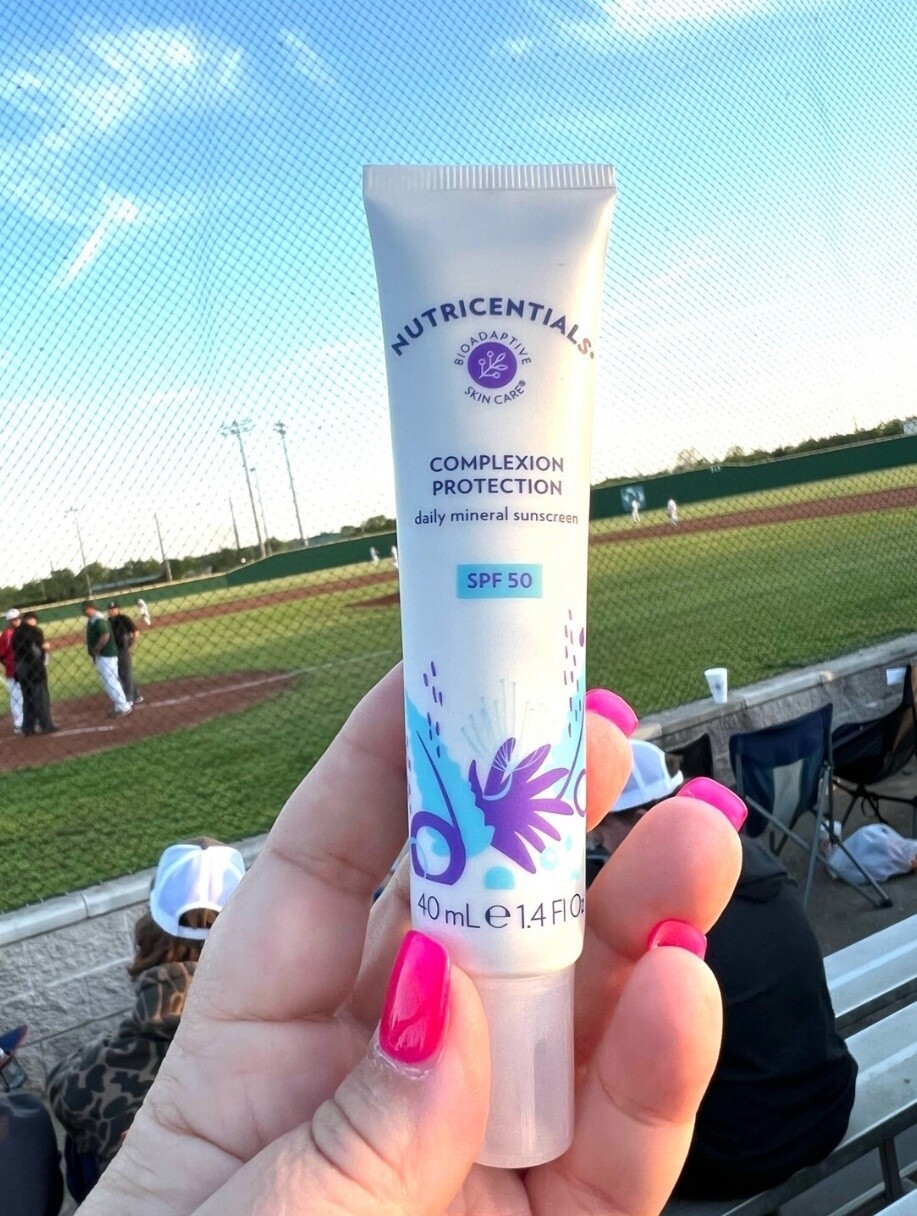 NUTRICENTIALS®
BIOADAPTIVE
SKIN CARE®
COMPLEXION
PROTECTION
daily mineral sunscreen
SPF 50
40 mL e 1.4 Fl Oz